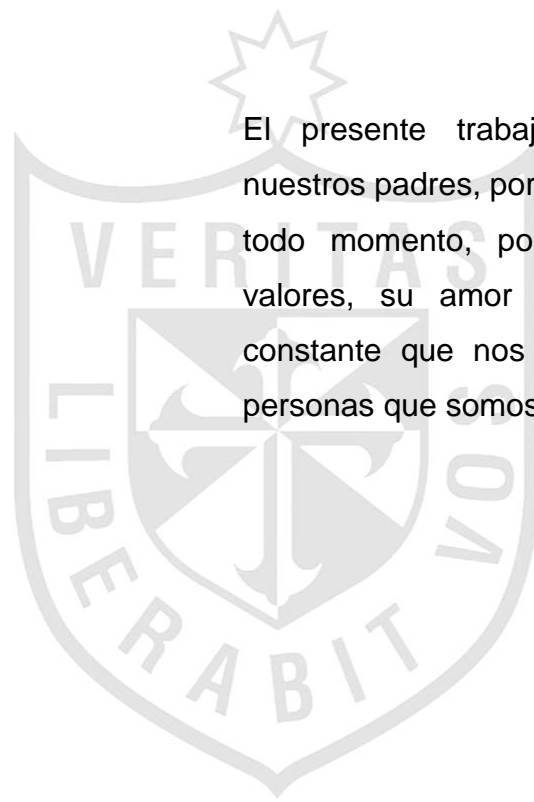 El presente trabaj
nuestros padres, por
todo momento, po
valores, su amor
constante que nos
personas que somos
VERITAS
LIBERABIT VOS